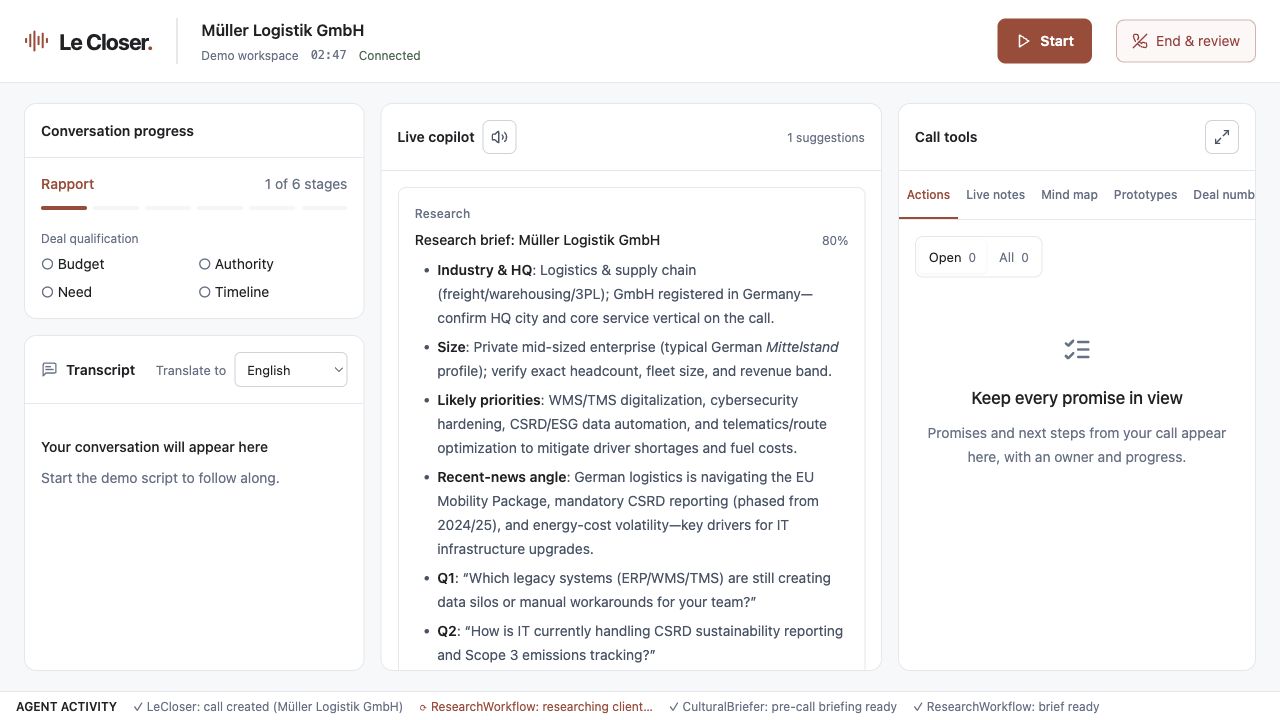 Le Closer.
Müller Logistik GmbH
Demo workspace 02:47 Connected
Start
End & review
Conversation progress
Rapport 1 of 6 stages
Deal qualification
Budget Authority
Need Timeline
Transcript Translate to English
Your conversation will appear here
Start the demo script to follow along.
Live copilot 1 suggestions
Research
Research brief: Müller Logistik GmbH 80%
• Industry & HQ: Logistics & supply chain
(freight/warehousing/3PL); GmbH registered in Germany—
confirm HQ city and core service vertical on the call.
• Size: Private mid-sized enterprise (typical German Mittelstand
profile); verify exact headcount, fleet size, and revenue band.
• Likely priorities: WMS/TMS digitalization, cybersecurity
hardening, CSRD/ESG data automation, and telematics/route
optimization to mitigate driver shortages and fuel costs.
• Recent-news angle: German logistics is navigating the EU
Mobility Package, mandatory CSRD reporting (phased from
2024/25), and energy-cost volatility—key drivers for IT
infrastructure upgrades.
• Q1: “Which legacy systems (ERP/WMS/TMS) are still creating
data silos or manual workarounds for your team?”
• Q2: “How is IT currently handling CSRD sustainability reporting
and Scope 3 emissions tracking?”
Call tools
Actions Live notes Mind map Prototypes Deal numb
Open 0 All 0
Keep every promise in view
Promises and next steps from your call appear
here, with an owner and progress.
AGENT ACTIVITY ✓ LeCloser: call created (Müller Logistik GmbH) ⟳ ResearchWorkflow: researching client… ✓ CulturalBriefer: pre-call briefing ready ✓ ResearchWorkflow: brief ready